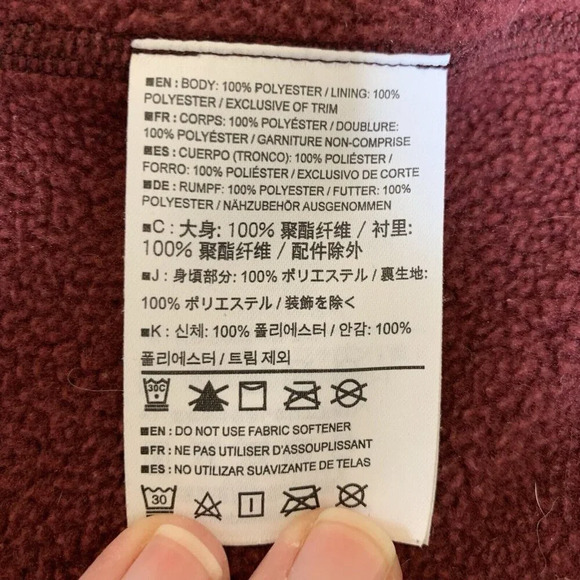 ■EN : BODY: 100% POLYESTER / LINING: 100%
POLYESTER / EXCLUSIVE OF TRIM
■FR : CORPS: 100% POLYÉSTER / DOUBLURE:
100% POLYÉSTER / GARNITURE NON-COMPRISE
■ES : CUERPO (TRONCO): 100% POLIÉSTER /
FORRO: 100% POLIÉSTER / EXCLUSIVO DE CORTE
■DE : RUMPF: 100% POLYESTER / FUTTER: 100%
POLYESTER / NÄHZUBEHÖR AUSGENOMMEN
■C : 大身: 100% 聚酯纤维 / 衬里:
100% 聚酯纤维 / 配件除外
■J : 身頃部分: 100% ポリエステル / 裏生地:
100% ポリエステル / 装飾を除く
■K : 신체: 100% 폴리에스터 / 안감: 100%
폴리에스터 / 트림 제외
30C
■EN : DO NOT USE FABRIC SOFTENER
■FR : NE PAS UTILISER D'ASSOUPLISSANT
■ES : NO UTILIZAR SUAVIZANTE DE TELAS
30